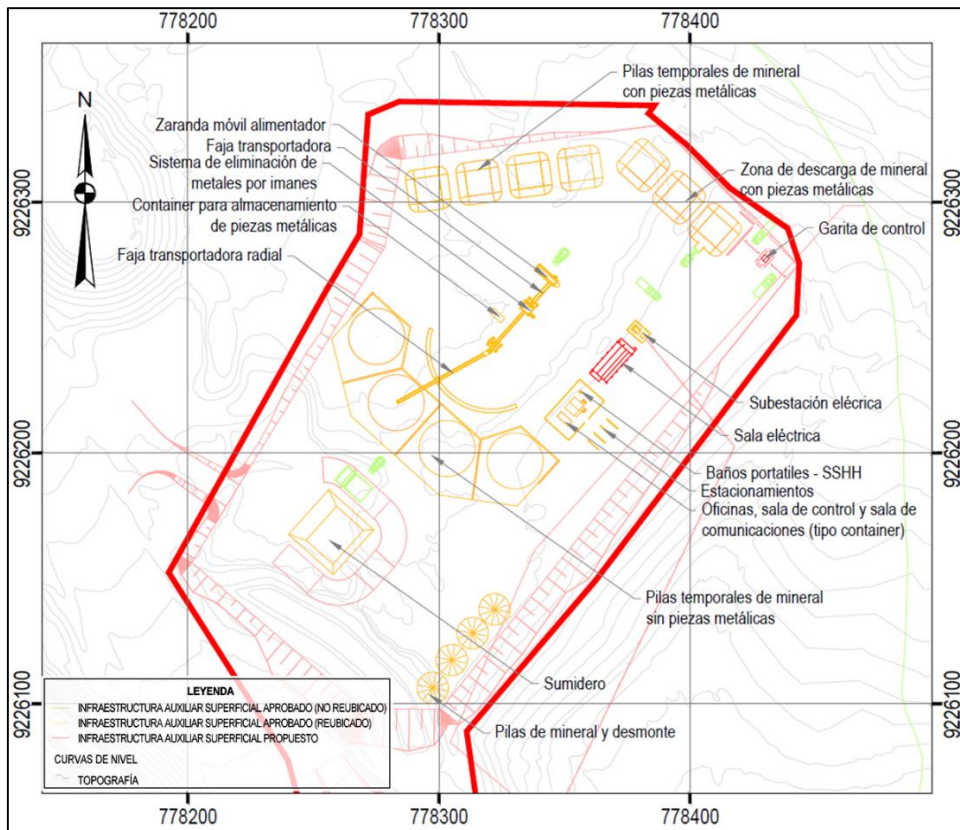 778200
778300
778400
Pilas temporales de mineral
con piezas metálicas
Zaranda móvil alimentador
Faja transportadora
Sistema de eliminación de
metales por imanes
Container para almacenamiento
de piezas metálicas
Faja transportadora radial
N
Zona de descarga de mineral
con piezas metálicas
Garita de control
9226300
9226300
Subestación elécrica
Sala eléctrica
9226200
9226200
Baños portatiles - SSHH
Estacionamientos
Oficinas, sala de control y sala de
comunicaciones (tipo container)
Pilas temporales de mineral
sin piezas metálicas
Sumidero
Pilas de mineral y desmonte
9226100
9226100
LEYENDA
INFRAESTRUCTURA AUXILIAR SUPERFICIAL APROBADO (NO REUBICADO)
INFRAESTRUCTURA AUXILIAR SUPERFICIAL APROBADO (REUBICADO)
INFRAESTRUCTURA AUXILIAR SUPERFICIAL PROPUESTO
CURVAS DE NIVEL
TOPOGRAFÍA
778200
778300
778400